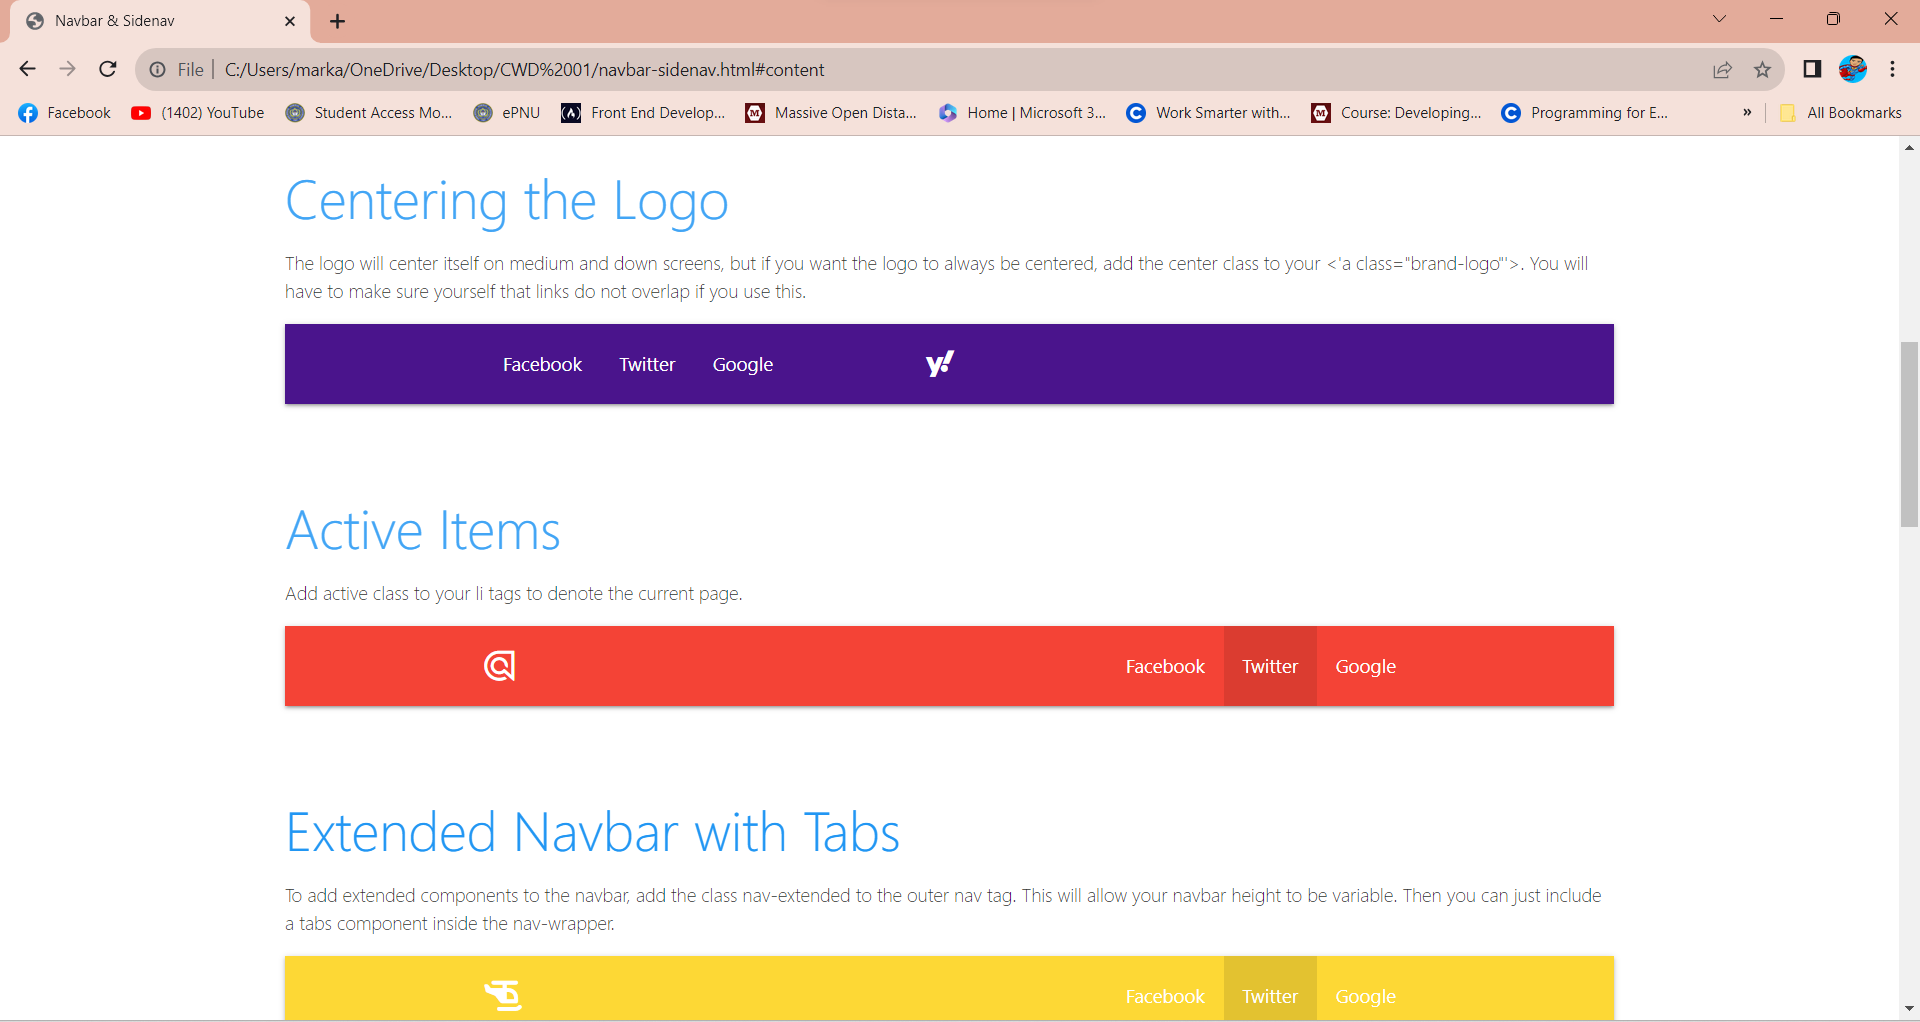 Navbar & Sidenav
File | C:/Users/marka/OneDrive/Desktop/CWD%2001/navbar-sidenav.html#content
Facebook (1402) YouTube Student Access Mo... ePNU Front End Develop... Massive Open Dista... Home | Microsoft 3... Work Smarter with... Course: Developing... Programming for E... » All Bookmarks
Centering the Logo
The logo will center itself on medium and down screens, but if you want the logo to always be centered, add the center class to your <'a class="brand-logo"'>. You will
have to make sure yourself that links do not overlap if you use this.
Facebook Twitter Google y!
Active Items
Add active class to your li tags to denote the current page.
Facebook Twitter Google
Extended Navbar with Tabs
To add extended components to the navbar, add the class nav-extended to the outer nav tag. This will allow your navbar height to be variable. Then you can just include
a tabs component inside the nav-wrapper.
Facebook Twitter Google